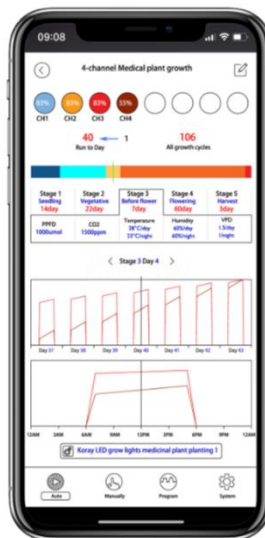 09:08
4-channel Medical plant growth
83% 83% 55%
CH1 CH2 CH3 CH4
40 1 106
Run to Day All growth cycles
Stage 1 Stage 2 Stage 3 Stage 4 Stage 5
Seedling Vegetative Before flower Flowering Harvest
14day 22day 7day 60day 3day
PPFD CO2 Temperature Humidity VPD
1000umol 1500ppm 28°C/day 60%/day 1.5/day
23°C/night 60%/night 1/night
Stage 3 Day 4
Day 37 Day 38 Day 39 Day 40 Day 41 Day 42 Day 43
12AM 3AM 6AM 9AM 12PM 3PM 6PM 9PM 12AM
Koray LED grow lights medicinal plant planting 1
Auto Manually Program System